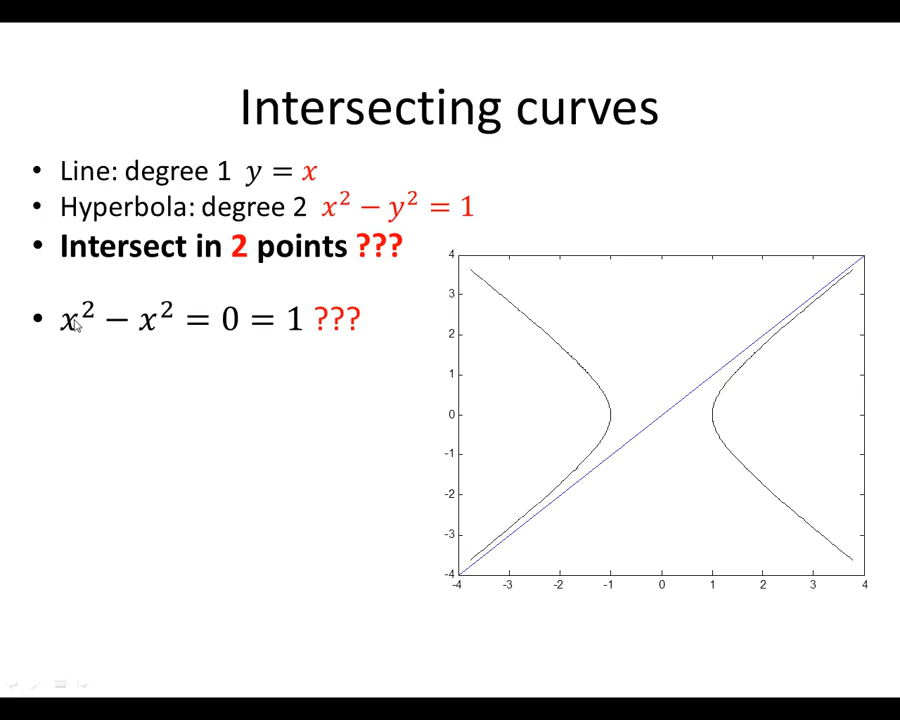 Intersecting curves
• Line: degree 1 y = x
• Hyperbola: degree 2 x² − y² = 1
• Intersect in 2 points ???
• x² − x² = 0 = 1 ???
4
3
2
1
0
-1
-2
-3
-4
-4 -3 -2 -1 0 1 2 3 4